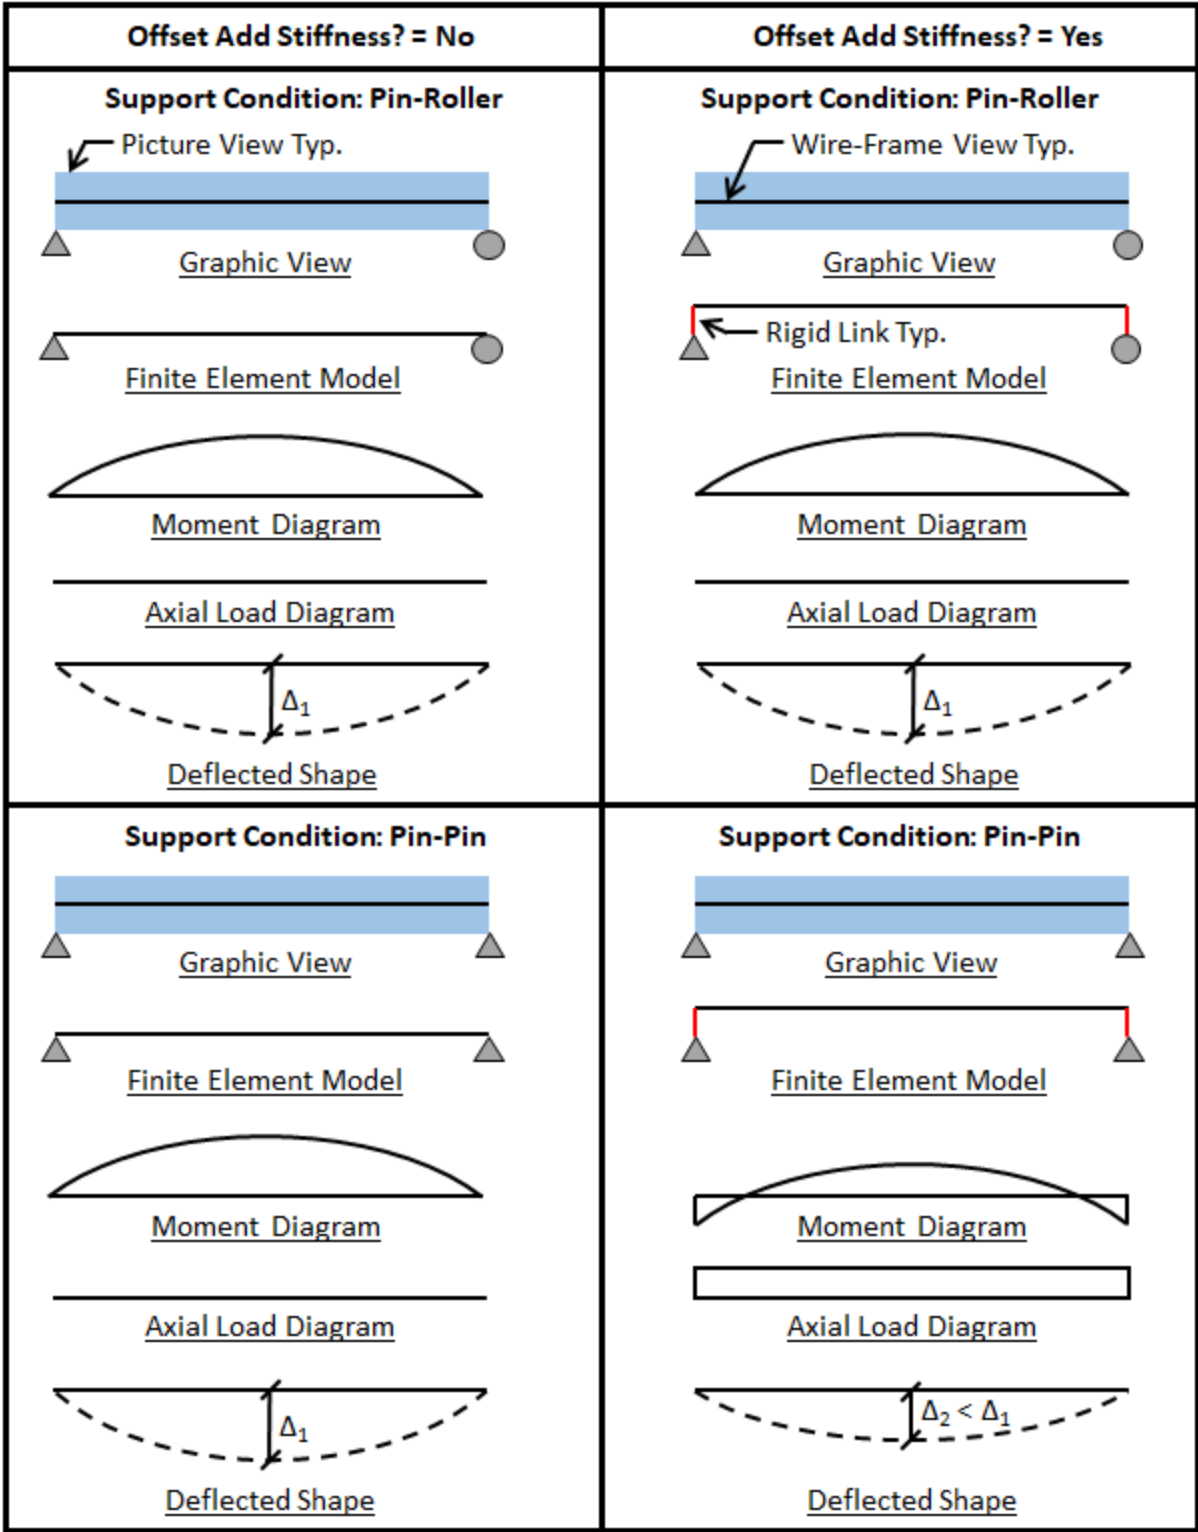 Offset Add Stiffness? = No
Offset Add Stiffness? = Yes
Support Condition: Pin-Roller
Picture View Typ.
Graphic View
Finite Element Model
Moment Diagram
Axial Load Diagram
Δ1
Deflected Shape
Support Condition: Pin-Roller
Wire-Frame View Typ.
Graphic View
Rigid Link Typ.
Finite Element Model
Moment Diagram
Axial Load Diagram
Δ1
Deflected Shape
Support Condition: Pin-Pin
Graphic View
Finite Element Model
Moment Diagram
Axial Load Diagram
Δ1
Deflected Shape
Support Condition: Pin-Pin
Graphic View
Finite Element Model
Moment Diagram
Axial Load Diagram
Δ2 < Δ1
Deflected Shape